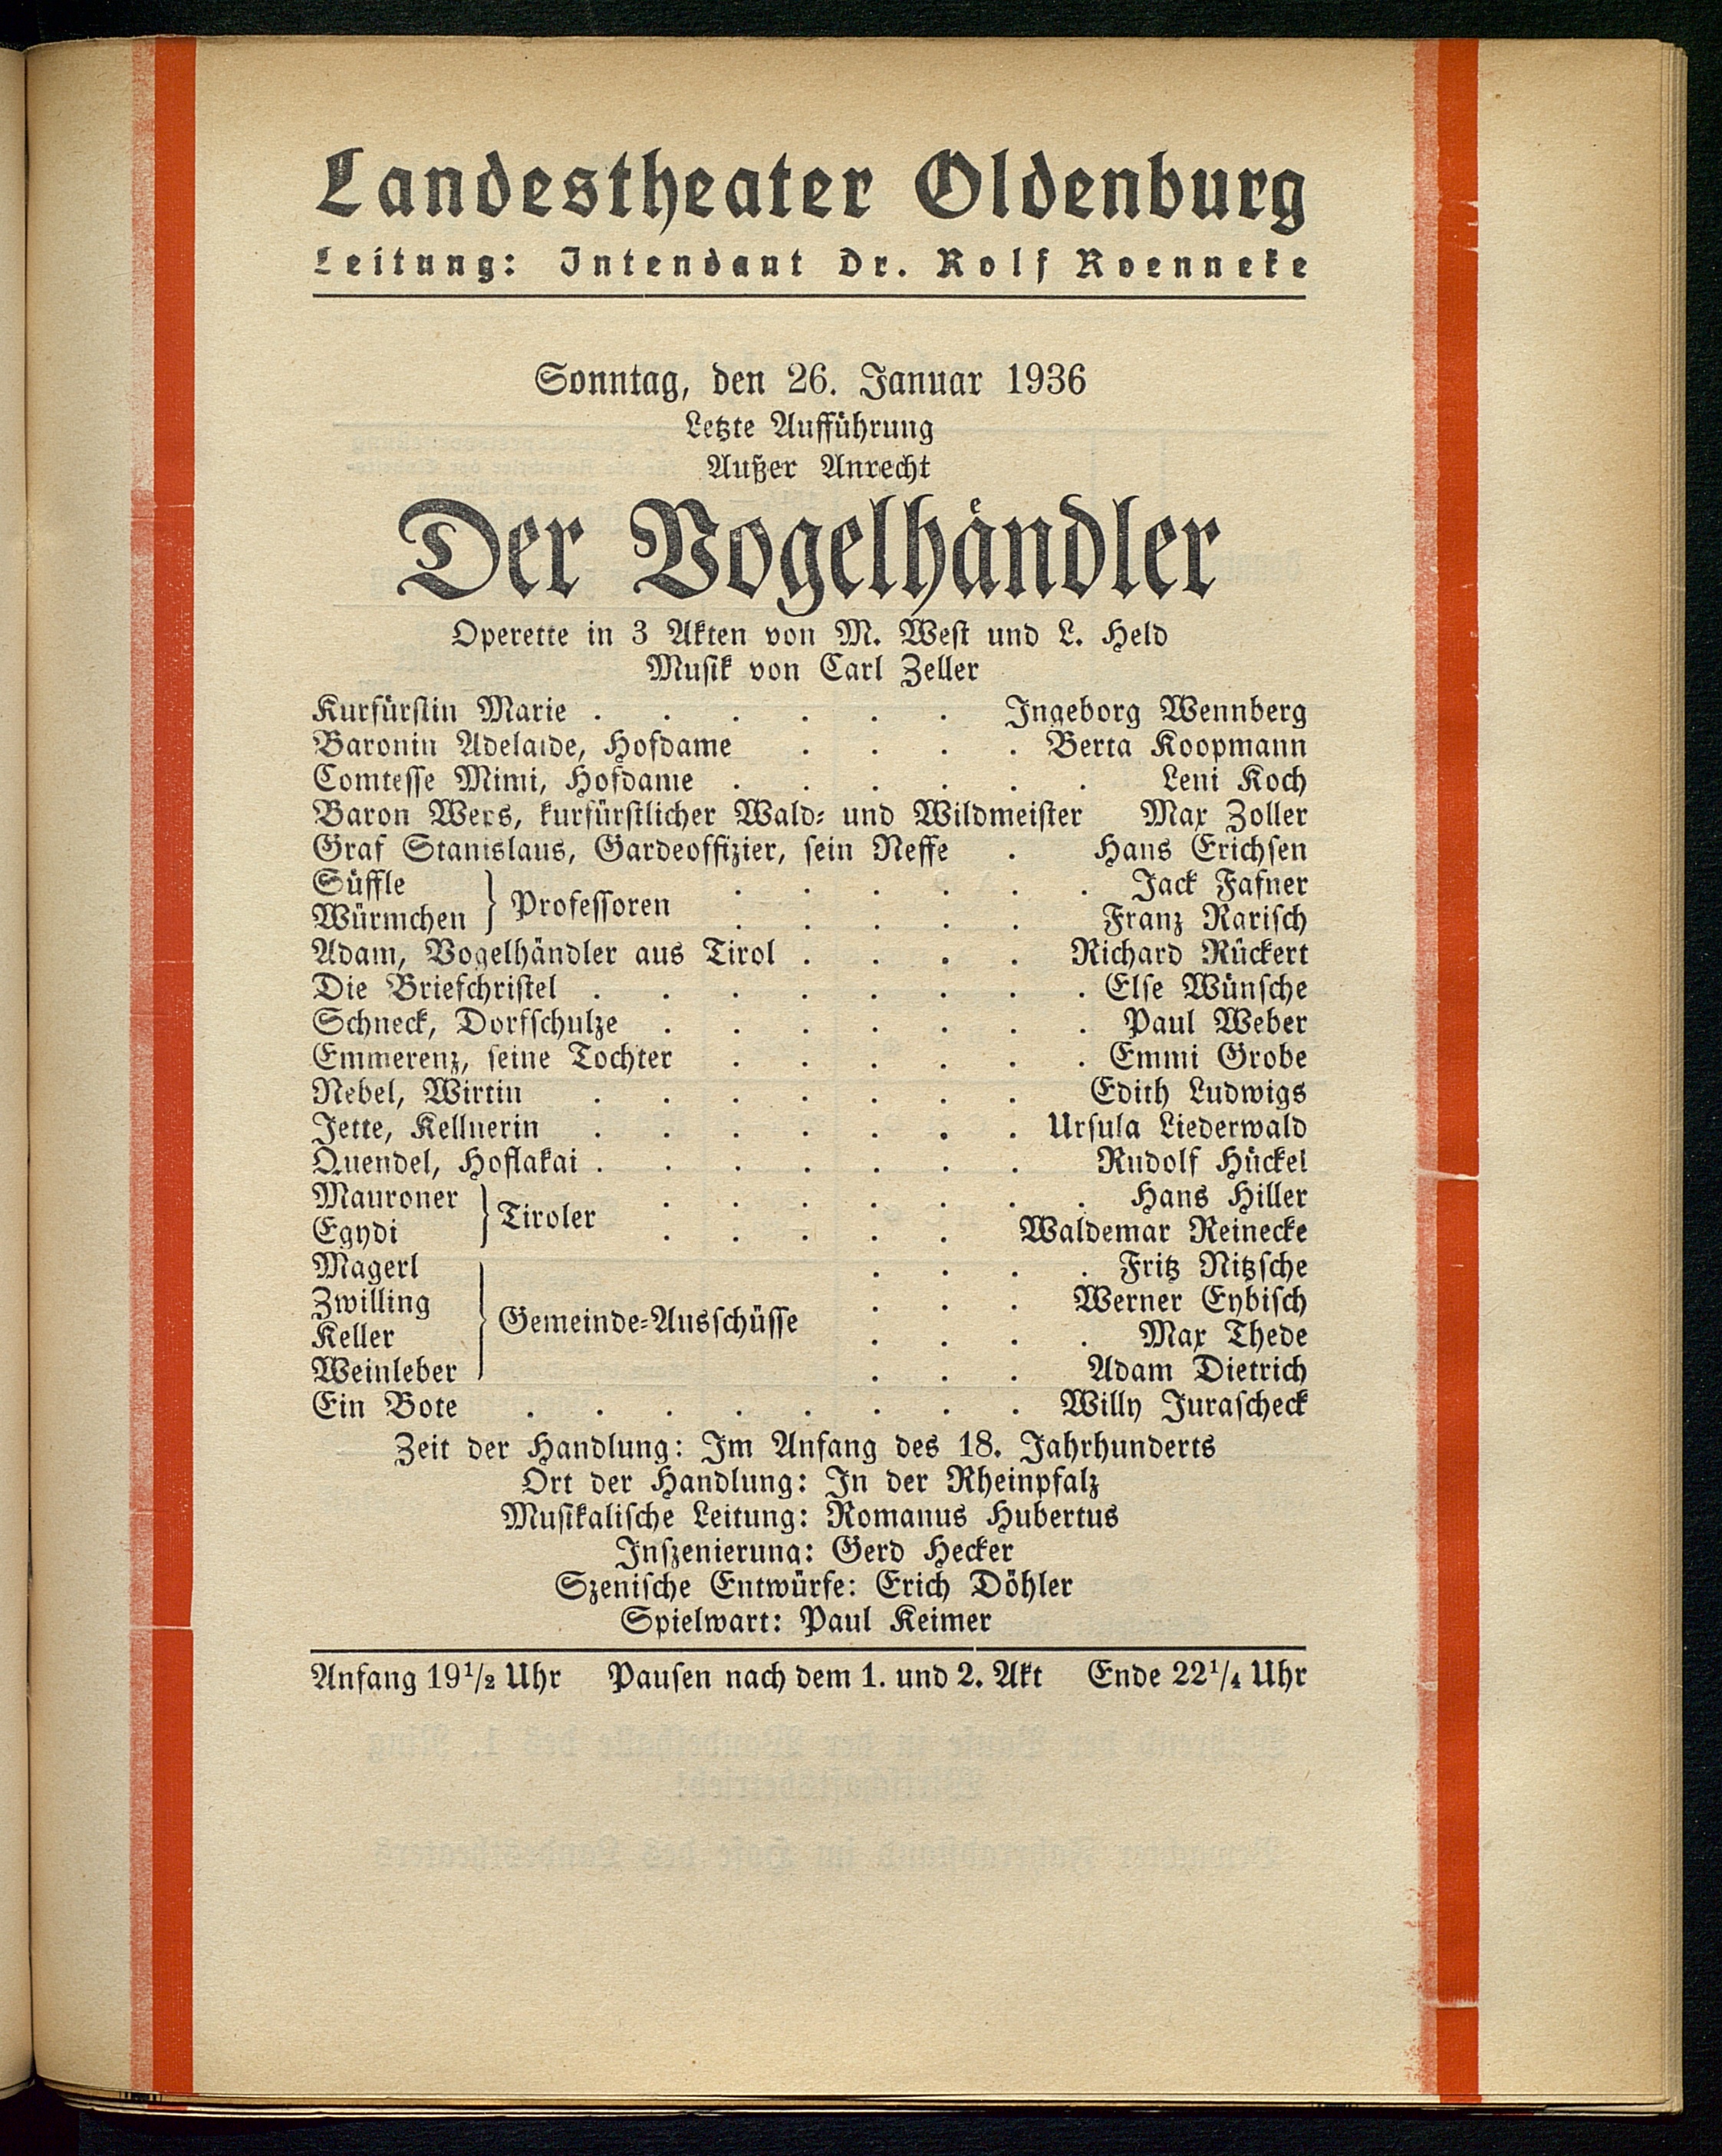 Landestheater Oldenburg
Leitung: Intendant Dr. Rolf Roenneke
Sonntag, den 26. Januar 1936
Letzte Aufführung
Außer Anrecht
Der Vogelhändler
Operette in 3 Akten von M. West und L. Held
Musik von Carl Zeller
Kurfürstin Marie . . . . . . Ingeborg Wennberg
Baronin Adelaide, Hofdame . . . . Berta Koopmann
Comtesse Mimi, Hofdame . . . . . . Leni Koch
Baron Weps, kurfürstlicher Wald- und Wildmeister Max Zoller
Graf Stanislaus, Gardeoffizier, sein Neffe . Hans Erichsen
Süffle . . . . . . Jack Fafner
Professoren
Würmchen . . . . . Franz Rarisch
Adam, Vogelhändler aus Tirol . . . . Richard Rückert
Die Briefchristel . . . . . . . . Else Wünsche
Schneck, Dorfschulze . . . . . . . Paul Weber
Emmerenz, seine Tochter . . . . . . Emmi Grobe
Nebel, Wirtin . . . . . . . Edith Ludwigs
Jette, Kellnerin . . . . . . . Ursula Liederwald
Quendel, Hoflakai . . . . . . . Rudolf Hückel
Mauroner . . . . . . . Hans Hiller
Tiroler
Egydi . . . . . Waldemar Reinecke
Magerl . . . . Fritz Nitzsche
Zwilling . . . Werner Eybisch
Gemeinde-Ausschüsse
Keller . . . . Max Thede
Weinleber . . . Adam Dietrich
Ein Bote . . . . . . . . Willy Jurascheck
Zeit der Handlung: Im Anfang des 18. Jahrhunderts
Ort der Handlung: In der Rheinpfalz
Musikalische Leitung: Romanus Hubertus
Inszenierung: Gerd Hecker
Szenische Entwürfe: Erich Döhler
Spielwart: Paul Keimer
Anfang 19½ Uhr Pausen nach dem 1. und 2. Akt Ende 22¼ Uhr